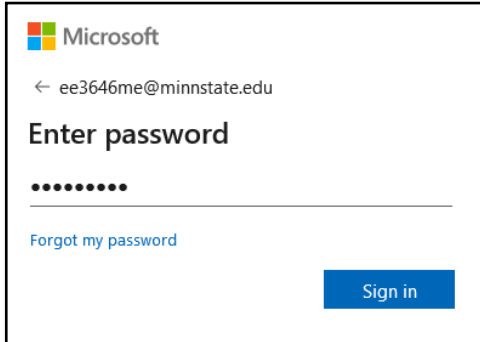 Microsoft
← ee3646me@minnstate.edu
Enter password
•••••••••
Forgot my password
Sign in